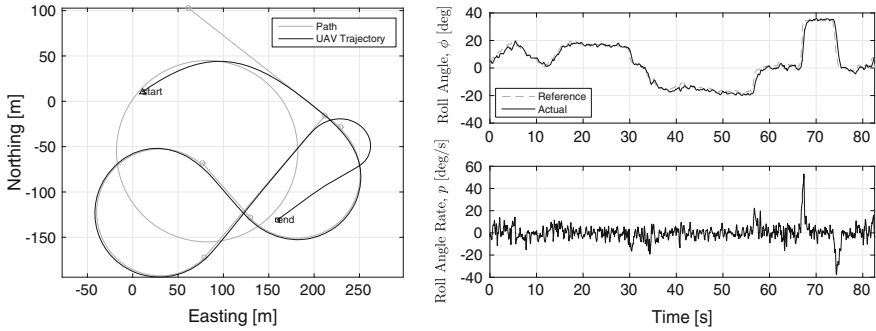 100
50
0
-50
-100
-150
Northing [m]
-50 0 50 100 150 200 250
Easting [m]
Path
UAV Trajectory
start
end
40
20
0
-20
-40
Roll Angle, ϕ [deg]
Reference
Actual
0 10 20 30 40 50 60 70 80
60
40
20
0
-20
-40
Roll Angle Rate, p [deg/s]
0 10 20 30 40 50 60 70 80
Time [s]